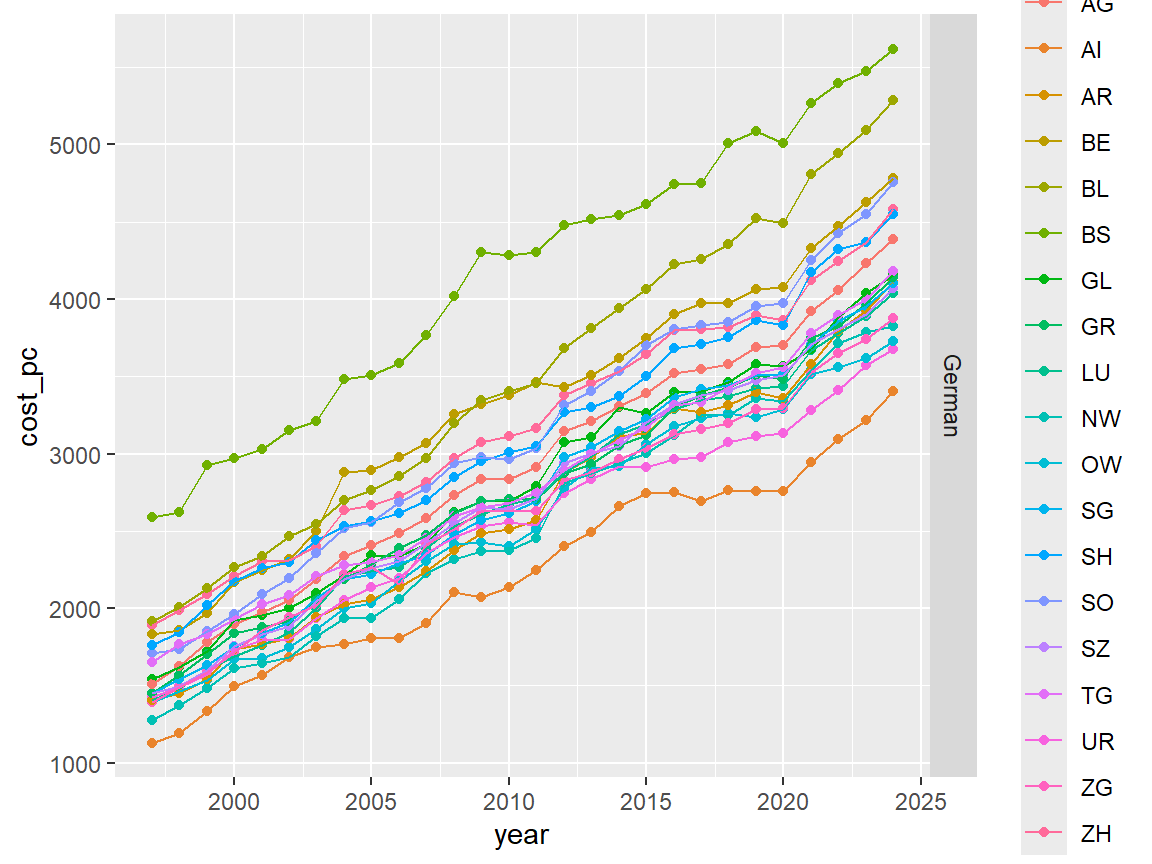 cost_pc
5000
4000
3000
2000
1000
2000
2005
2010
2015
2020
2025
year
German
AG
AI
AR
BE
BL
BS
GL
GR
LU
NW
OW
SG
SH
SO
SZ
TG
UR
ZG
ZH